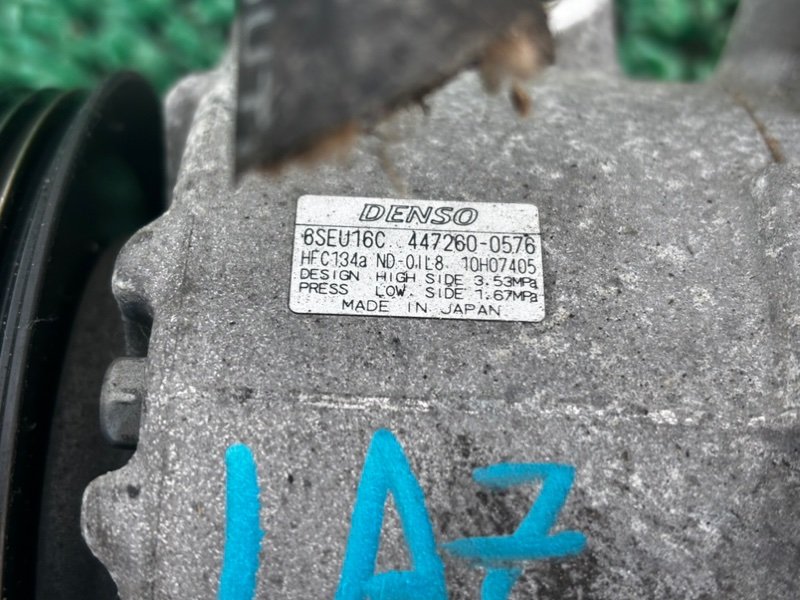 DENSO
6SEU16C 447260-0576
HFC134a ND-OIL8 10H07405
DESIGN HIGH SIDE 3.53MPa
PRESS LOW. SIDE 1.67MPa
MADE IN JAPAN
1AZ